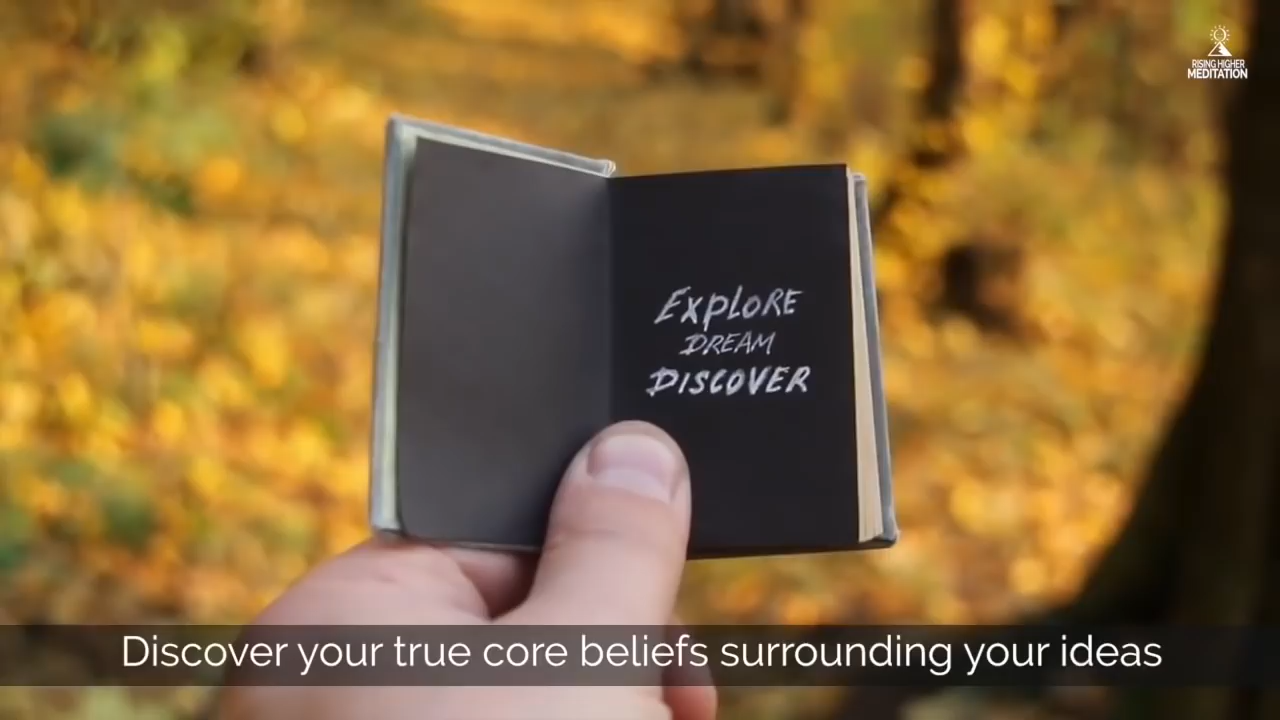 RISING HIGHER
MEDITATION
EXPLORE
DREAM
DISCOVER
Discover your true core beliefs surrounding your ideas